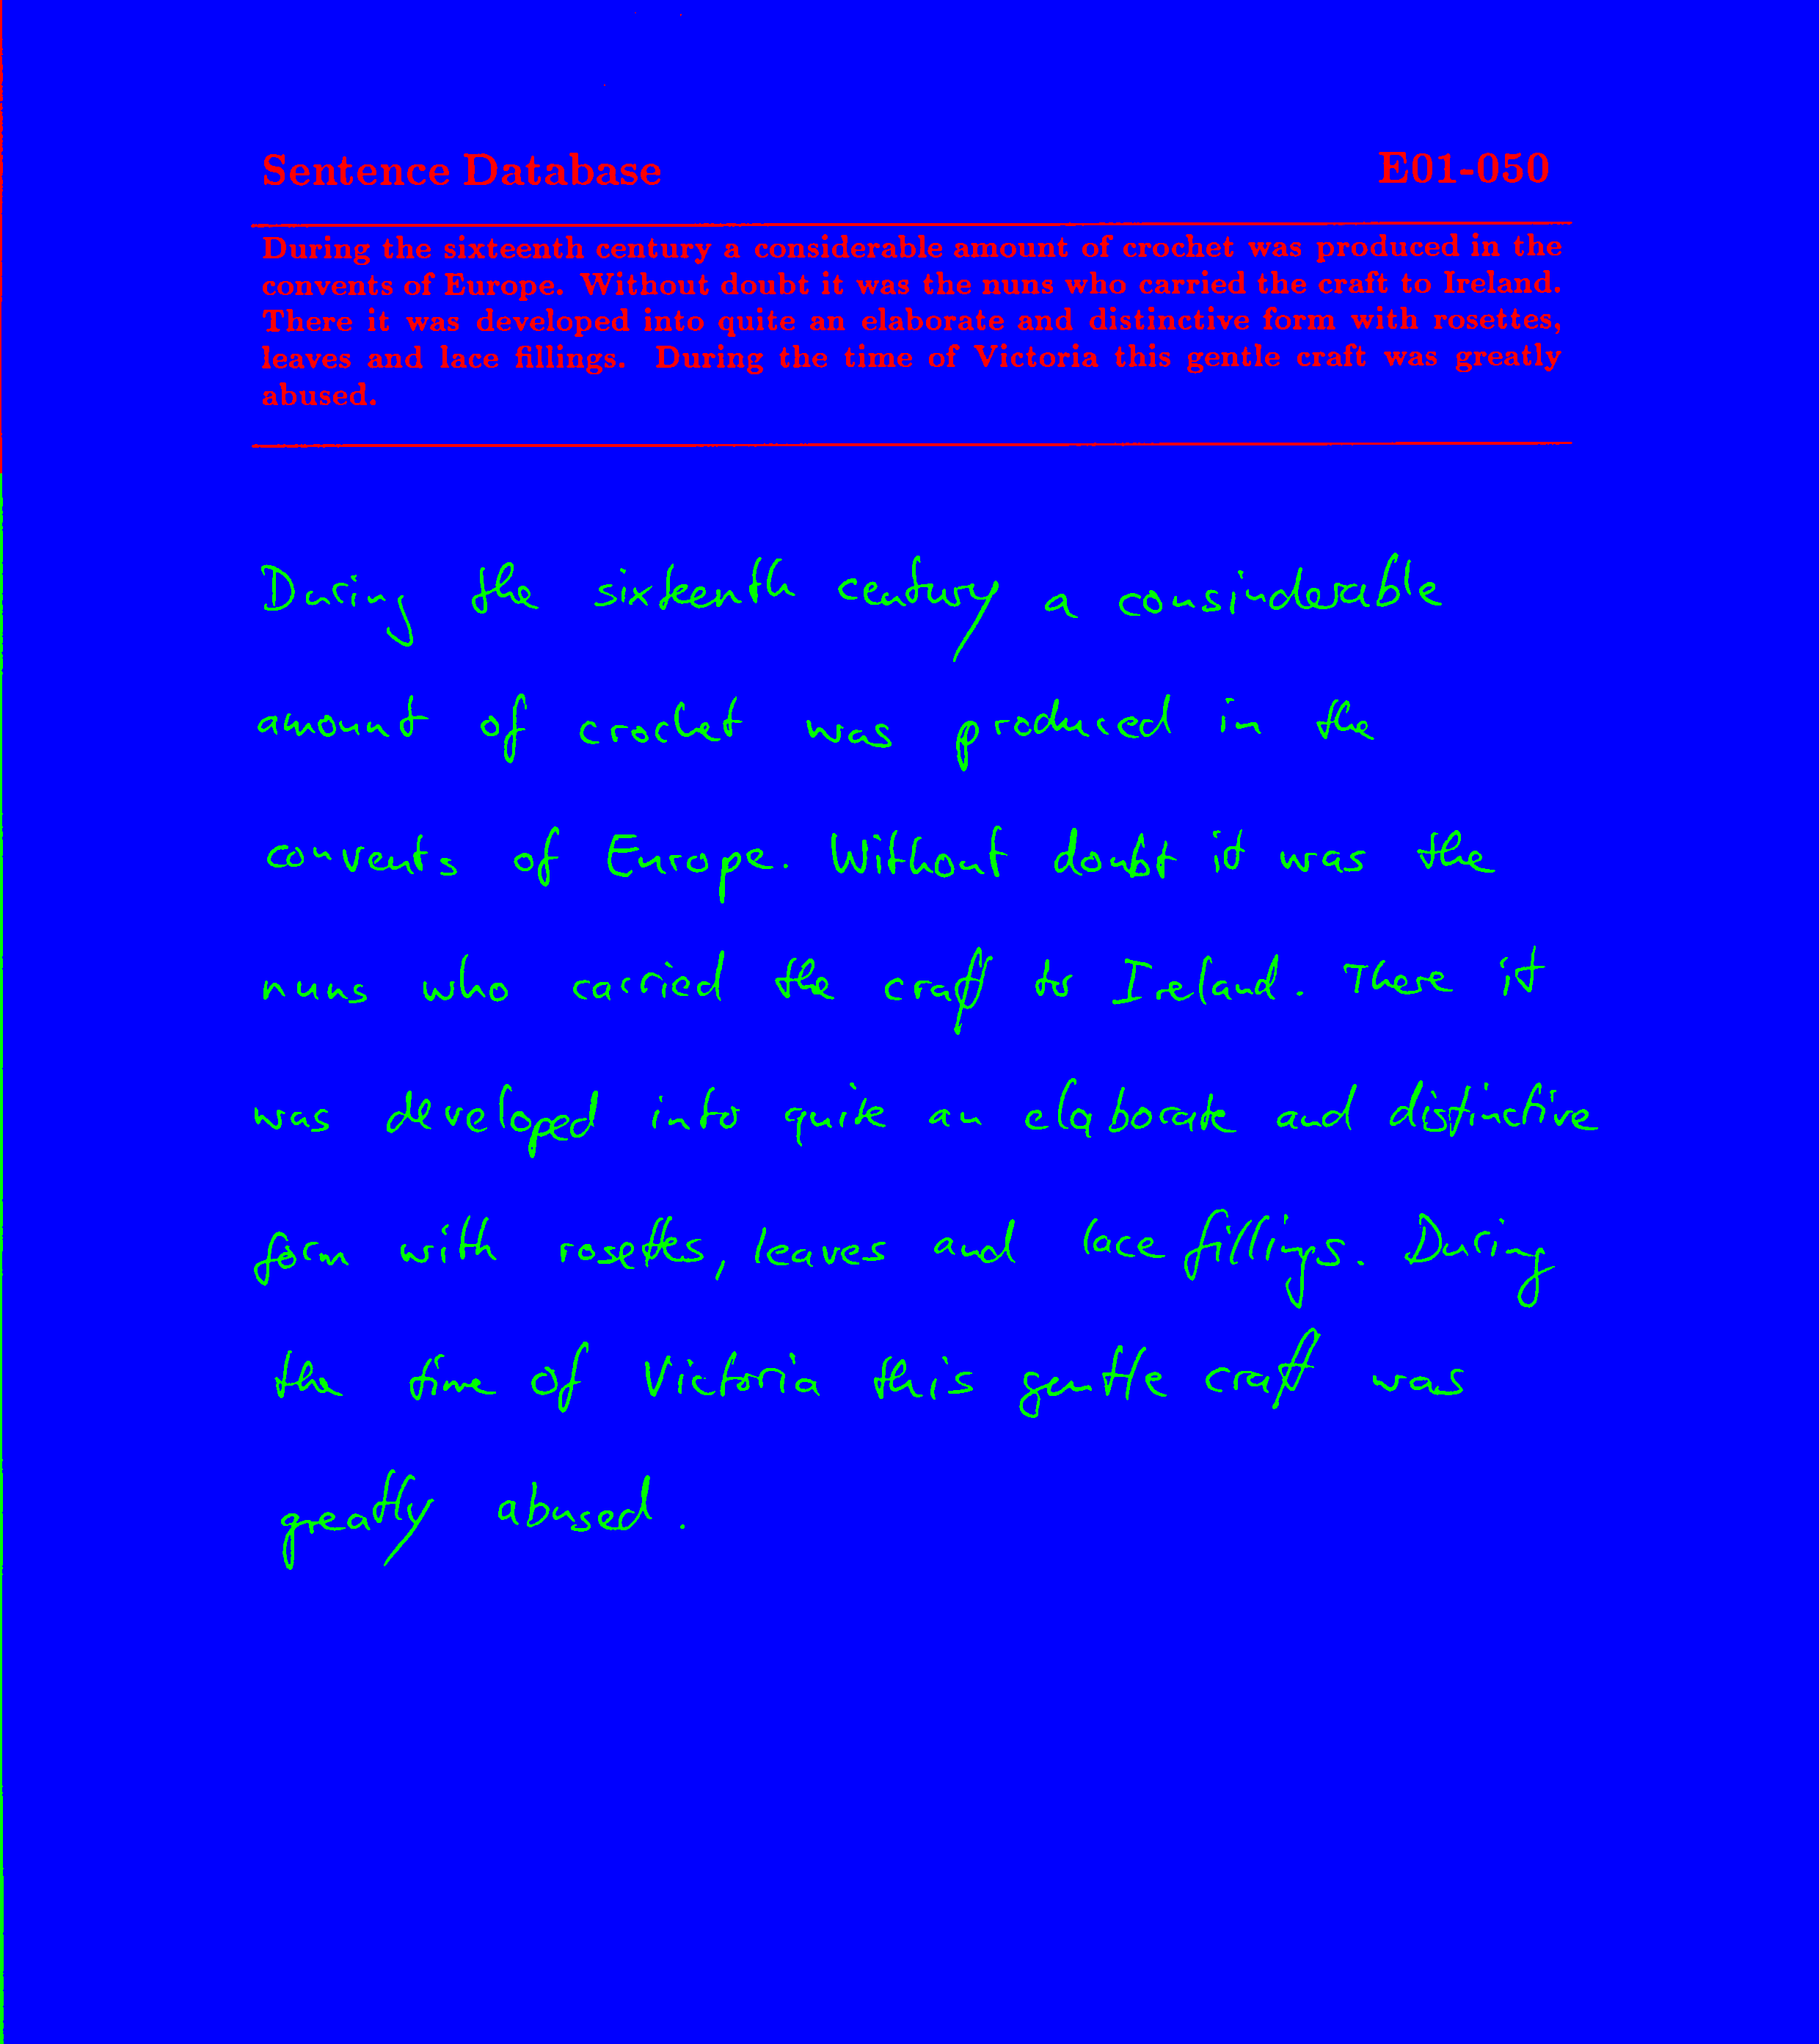 Sentence Database E01-050
During the sixteenth century a considerable amount of crochet was produced in the
convents of Europe. Without doubt it was the nuns who carried the craft to Ireland.
There it was developed into quite an elaborate and distinctive form with rosettes,
leaves and lace fillings. During the time of Victoria this gentle craft was greatly
abused.
During the sixteenth century a consinderable
amount of crochet was produced in the
convents of Europe. Without doubt it was the
nuns who carried the craft to Ireland. There it
was developed into quite an elaborate and distinctive
form with rosettes, leaves and lace fillings. During
the time of Victoria this gentle craft was
greatly abused.